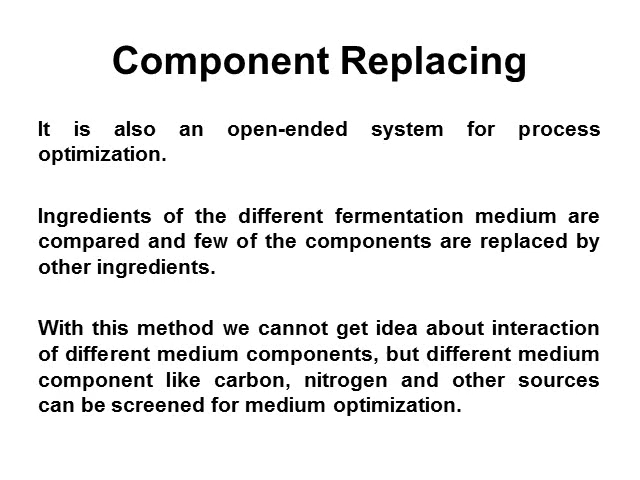 Component Replacing
It is also an open-ended system for process
optimization.
Ingredients of the different fermentation medium are
compared and few of the components are replaced by
other ingredients.
With this method we cannot get idea about interaction
of different medium components, but different medium
component like carbon, nitrogen and other sources
can be screened for medium optimization.